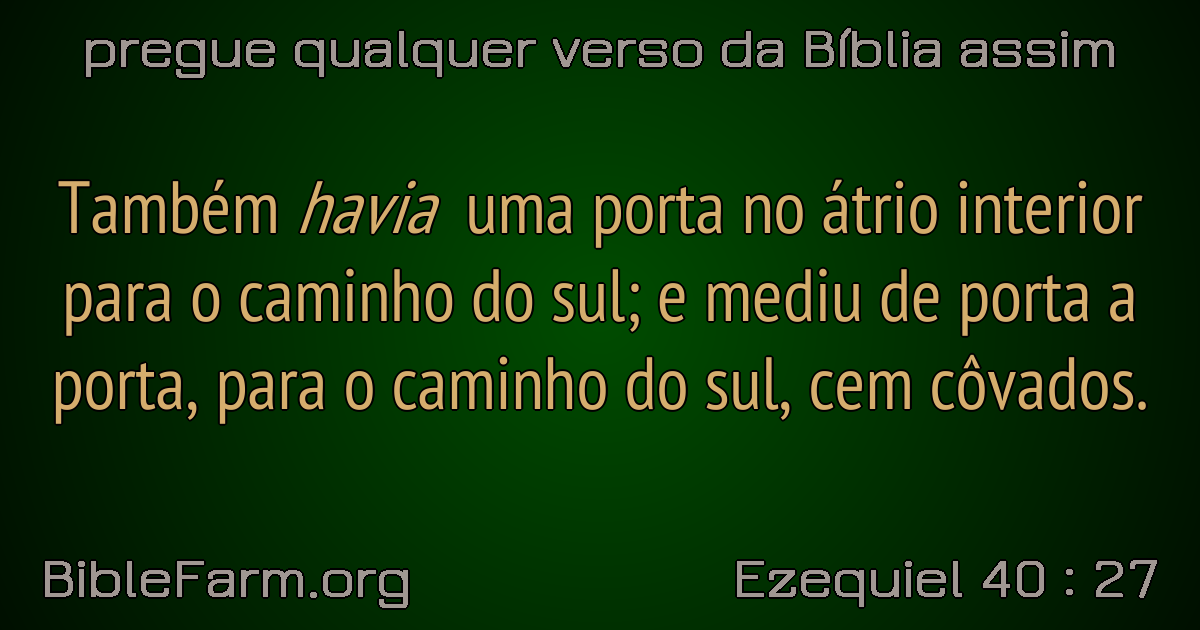 pregue qualquer verso da Bíblia assim
Também havia uma porta no átrio interior
para o caminho do sul; e mediu de porta a
porta, para o caminho do sul, cem côvados.
BibleFarm.org
Ezequiel 40 : 27